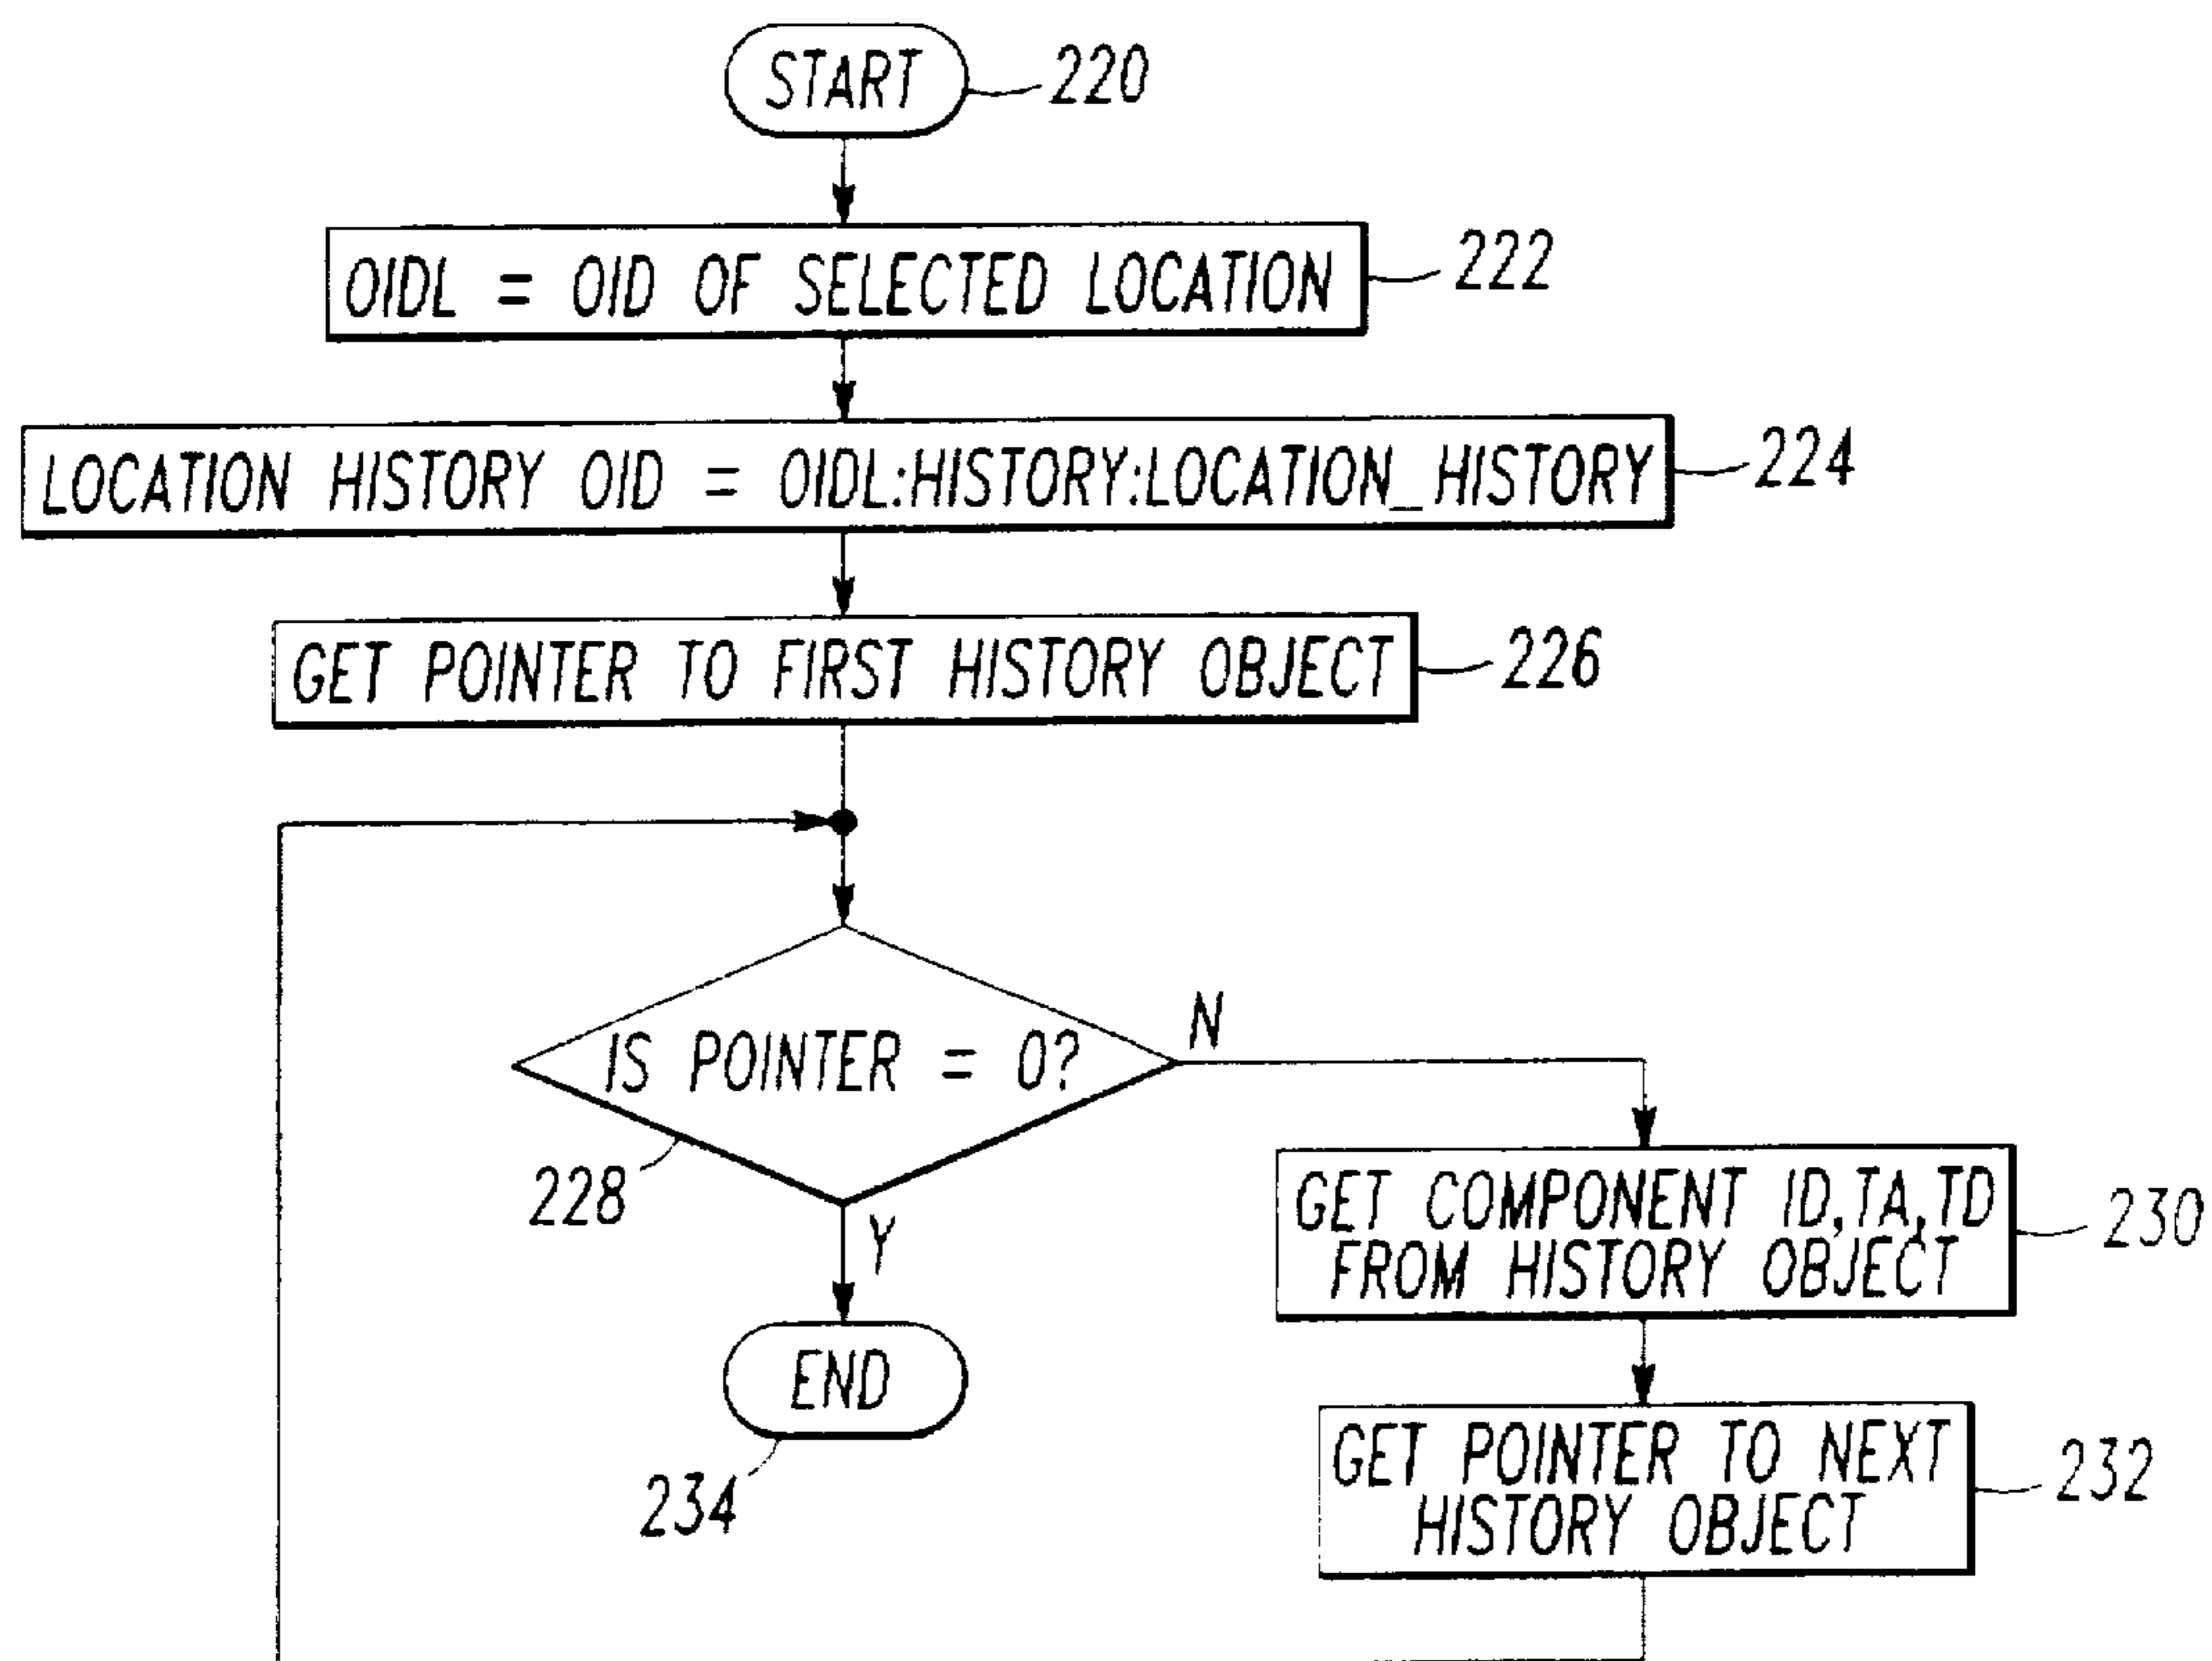 START
220
OIDL = OID OF SELECTED LOCATION
222
LOCATION HISTORY OID = OIDL:HISTORY:LOCATION_HISTORY
224
GET POINTER TO FIRST HISTORY OBJECT
226
IS POINTER = 0?
N
228
Y
GET COMPONENT ID,TA,TD
FROM HISTORY OBJECT
230
END
234
GET POINTER TO NEXT
HISTORY OBJECT
232